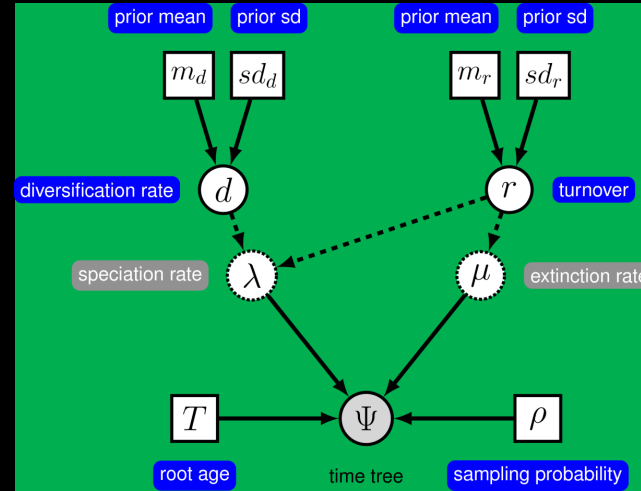 prior mean prior sd prior mean prior sd
m_d sd_d m_r sd_r
diversification rate d r turnover
speciation rate λ μ extinction rate
T Ψ ρ
root age time tree sampling probability